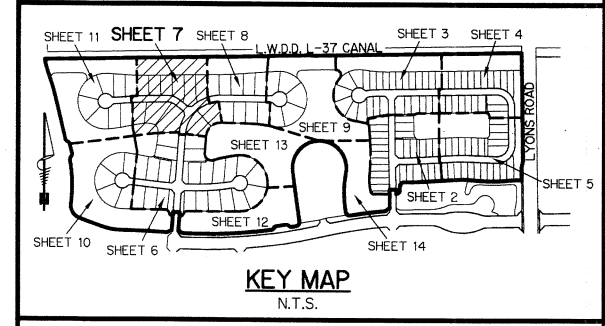 SHEET 11 SHEET 7 SHEET 8 SHEET 3 SHEET 4
L.W.D.D. L-37 CANAL
LYONS ROAD
SHEET 9
SHEET 13
SHEET 2
SHEET 5
SHEET 10
SHEET 6
SHEET 12
SHEET 14
KEY MAP
N.T.S.